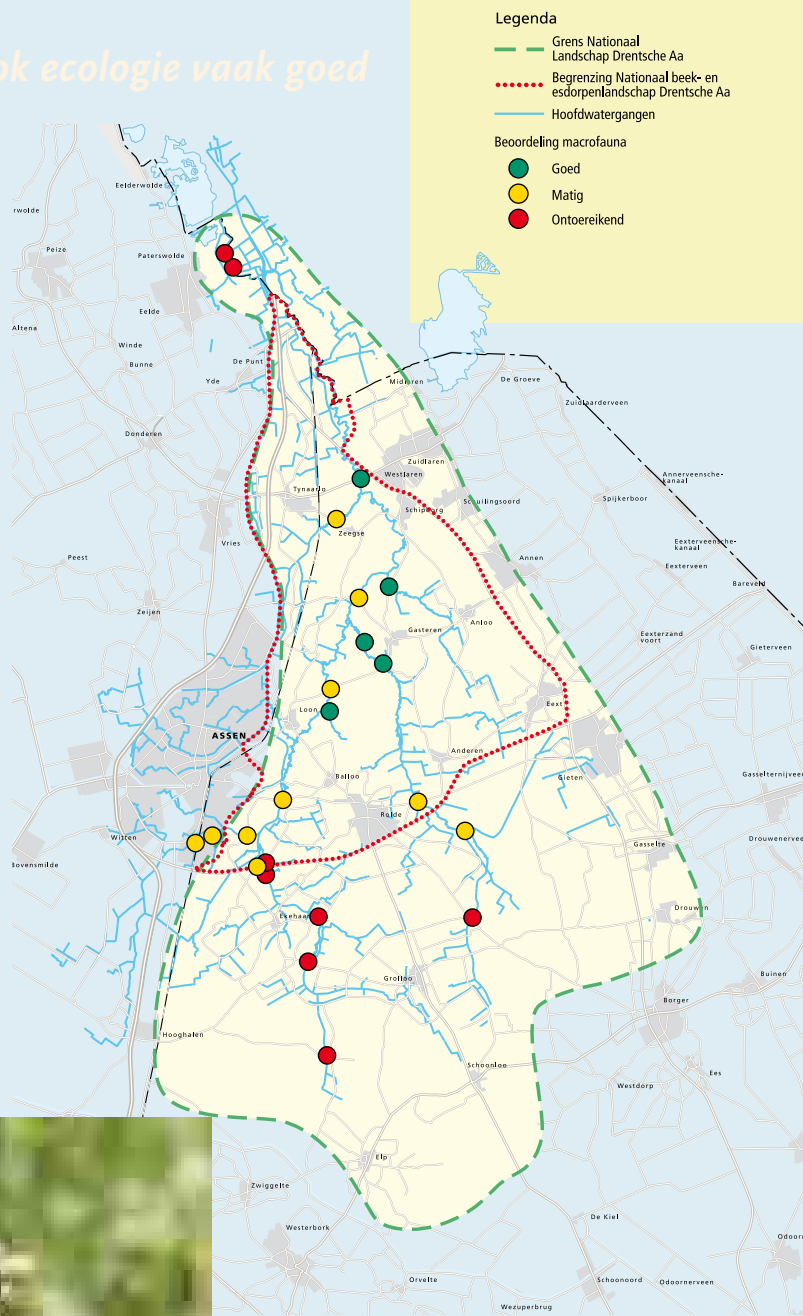 ok ecologie vaak goed
Legenda
Grens Nationaal
Landschap Drentsche Aa
Begrenzing Nationaal beek- en
esdorpenlandschap Drentsche Aa
Hoofdwatergangen
Beoordeling macrofauna
Goed
Matig
Ontoereikend
Eelderwolde
rwolde
Peize
Paterswolde
Eelde
Altena
Winde
Bunne
De Punt
Yde
Midlaren
De Groeve
Zuidlaarderveen
Donderen
Zuidlaren
Westlaren
Annerveensche-
kanaal
Tynaarlo
Schuilingsoord
Spijkerboor
Schipborg
Zeegse
Vries
Eexterveensche-
kanaal
Peest
Annen
Eexterveen
Bareveld
Zeijen
Anloo
Gasteren
Eexterzand
voort
Gieterveen
Eext
Loon
ASSEN
Anderen
Balloo
Gieten
Gasselternijveen
Rolde
Witten
Drouwenerveen
Gasselte
Bovensmilde
Drouwen
Ekehaar
Grolloo
Buinen
Borger
Hooghalen
Schoonloo
Ees
Westdorp
Elp
Zwiggelte
De Kiel
Westerbork
Odoorn
Orvelte
Schoonoord
Odoornerveen
Wezuperbrug